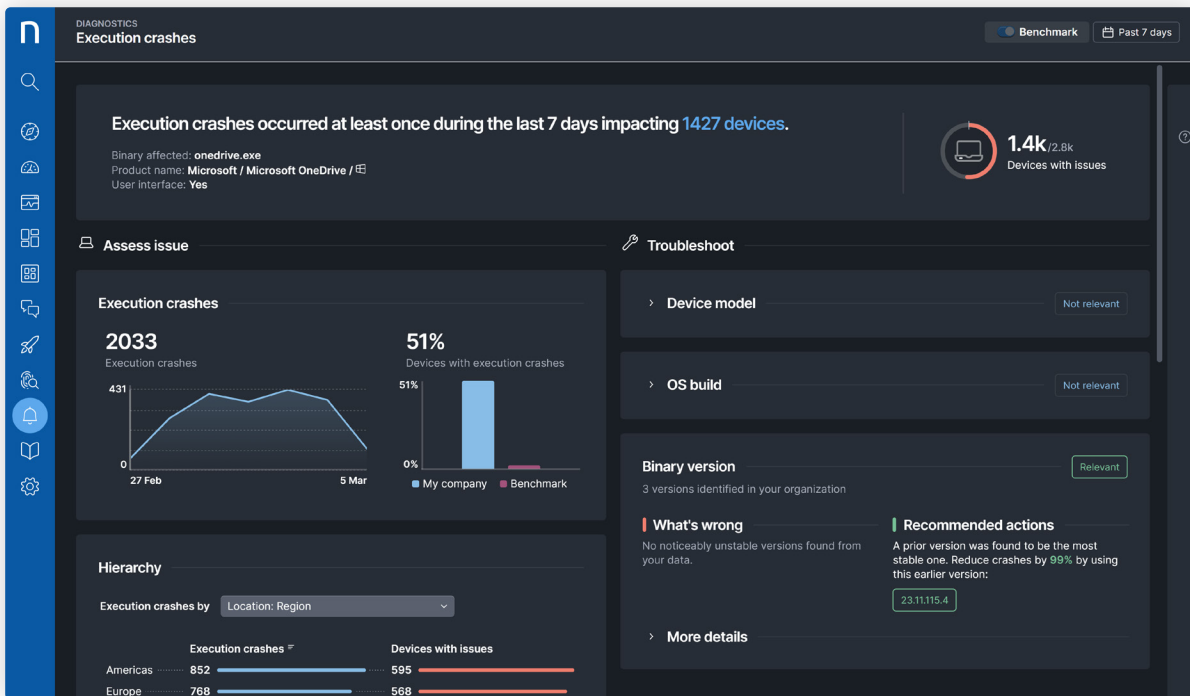 n
DIAGNOSTICS
Execution crashes
Benchmark
Past 7 days
Execution crashes occurred at least once during the last 7 days impacting 1427 devices.
Binary affected: onedrive.exe
Product name: Microsoft / Microsoft OneDrive /
User interface: Yes
1.4k/2.8k
Devices with issues
Assess issue
Execution crashes
2033
Execution crashes
431
0
27 Feb
5 Mar
51%
Devices with execution crashes
51%
0%
My company
Benchmark
Hierarchy
Execution crashes by
Location: Region
Execution crashes
Devices with issues
Americas 852 595
Europe 768 568
Troubleshoot
Device model
Not relevant
OS build
Not relevant
Binary version
Relevant
3 versions identified in your organization
What's wrong
No noticeably unstable versions found from
your data.
Recommended actions
A prior version was found to be the most
stable one. Reduce crashes by 99% by using
this earlier version:
23.11.115.4
More details